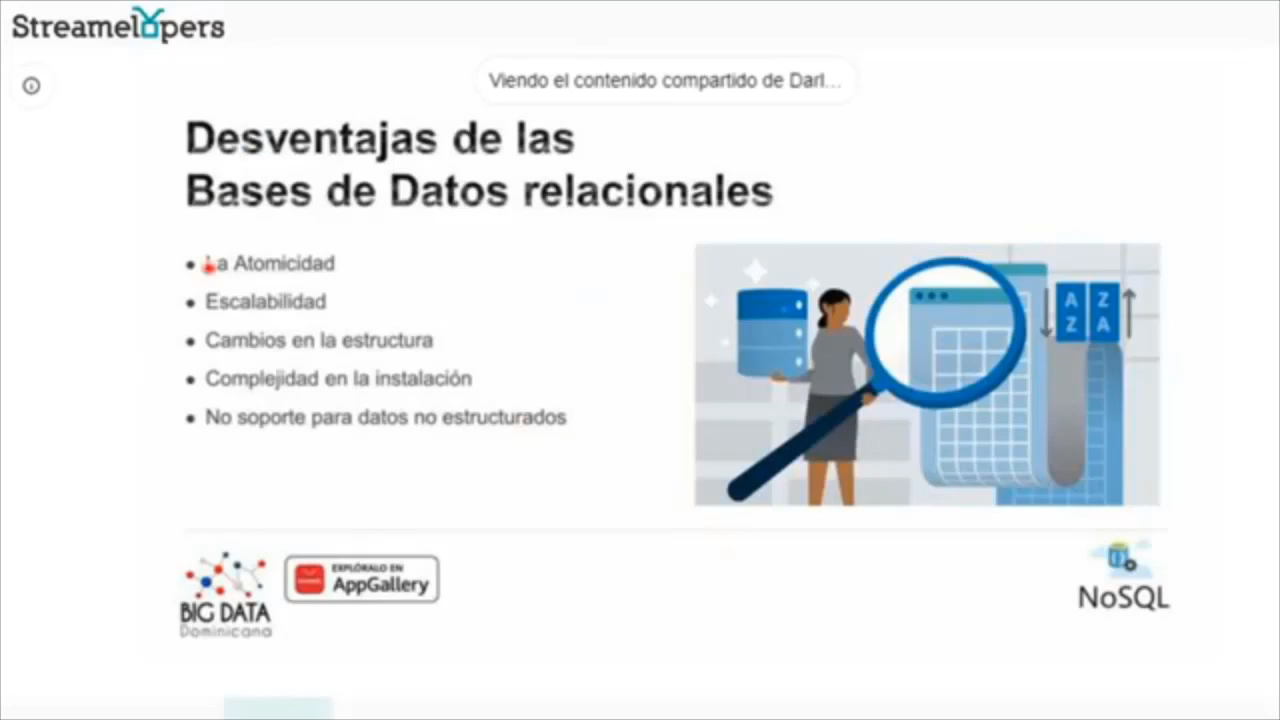 Streamelopers
Viendo el contenido compartido de Darl...
Desventajas de las
Bases de Datos relacionales
• La Atomicidad
• Escalabilidad
• Cambios en la estructura
• Complejidad en la instalación
• No soporte para datos no estructurados
A Z
Z A
BIG DATA
Dominicana
EXPLÓRALO EN
AppGallery
NoSQL